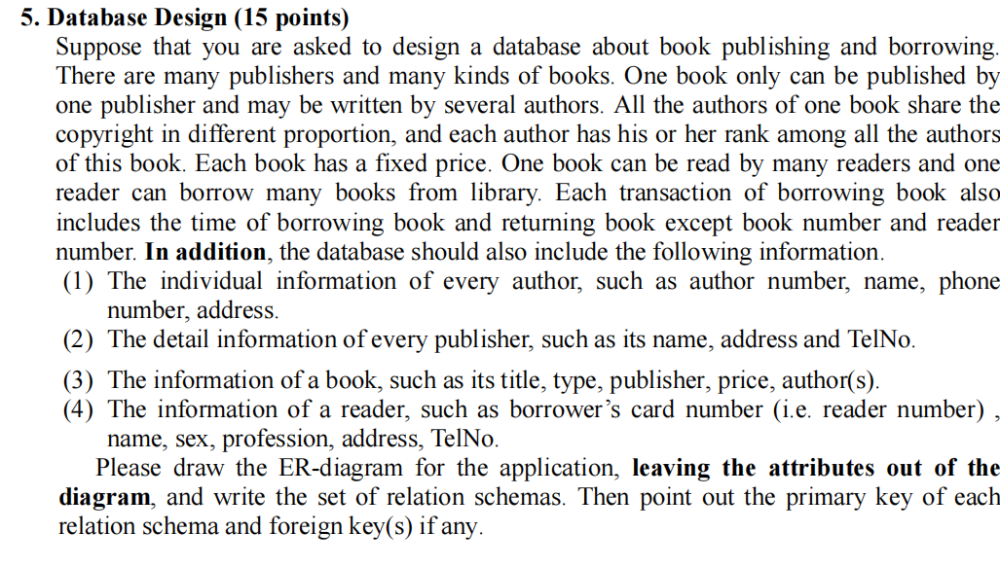 5. Database Design (15 points)
Suppose that you are asked to design a database about book publishing and borrowing.
There are many publishers and many kinds of books. One book only can be published by
one publisher and may be written by several authors. All the authors of one book share the
copyright in different proportion, and each author has his or her rank among all the authors
of this book. Each book has a fixed price. One book can be read by many readers and one
reader can borrow many books from library. Each transaction of borrowing book also
includes the time of borrowing book and returning book except book number and reader
number. In addition, the database should also include the following information.
(1) The individual information of every author, such as author number, name, phone
number, address.
(2) The detail information of every publisher, such as its name, address and TelNo.
(3) The information of a book, such as its title, type, publisher, price, author(s).
(4) The information of a reader, such as borrower's card number (i.e. reader number) ,
name, sex, profession, address, TelNo.
Please draw the ER-diagram for the application, leaving the attributes out of the
diagram, and write the set of relation schemas. Then point out the primary key of each
relation schema and foreign key(s) if any.